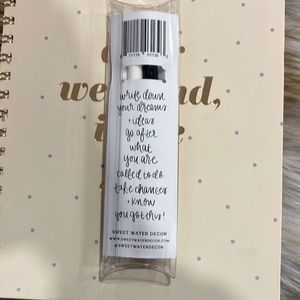 write down
your dreams
+ ideas
go after
what
you are
called to do.
take chances
+ know
you got this!
SWEET WATER DECOR
WWW.SWEETWATERDECOR.COM
@SWEETWATERDECOR
we
nd,